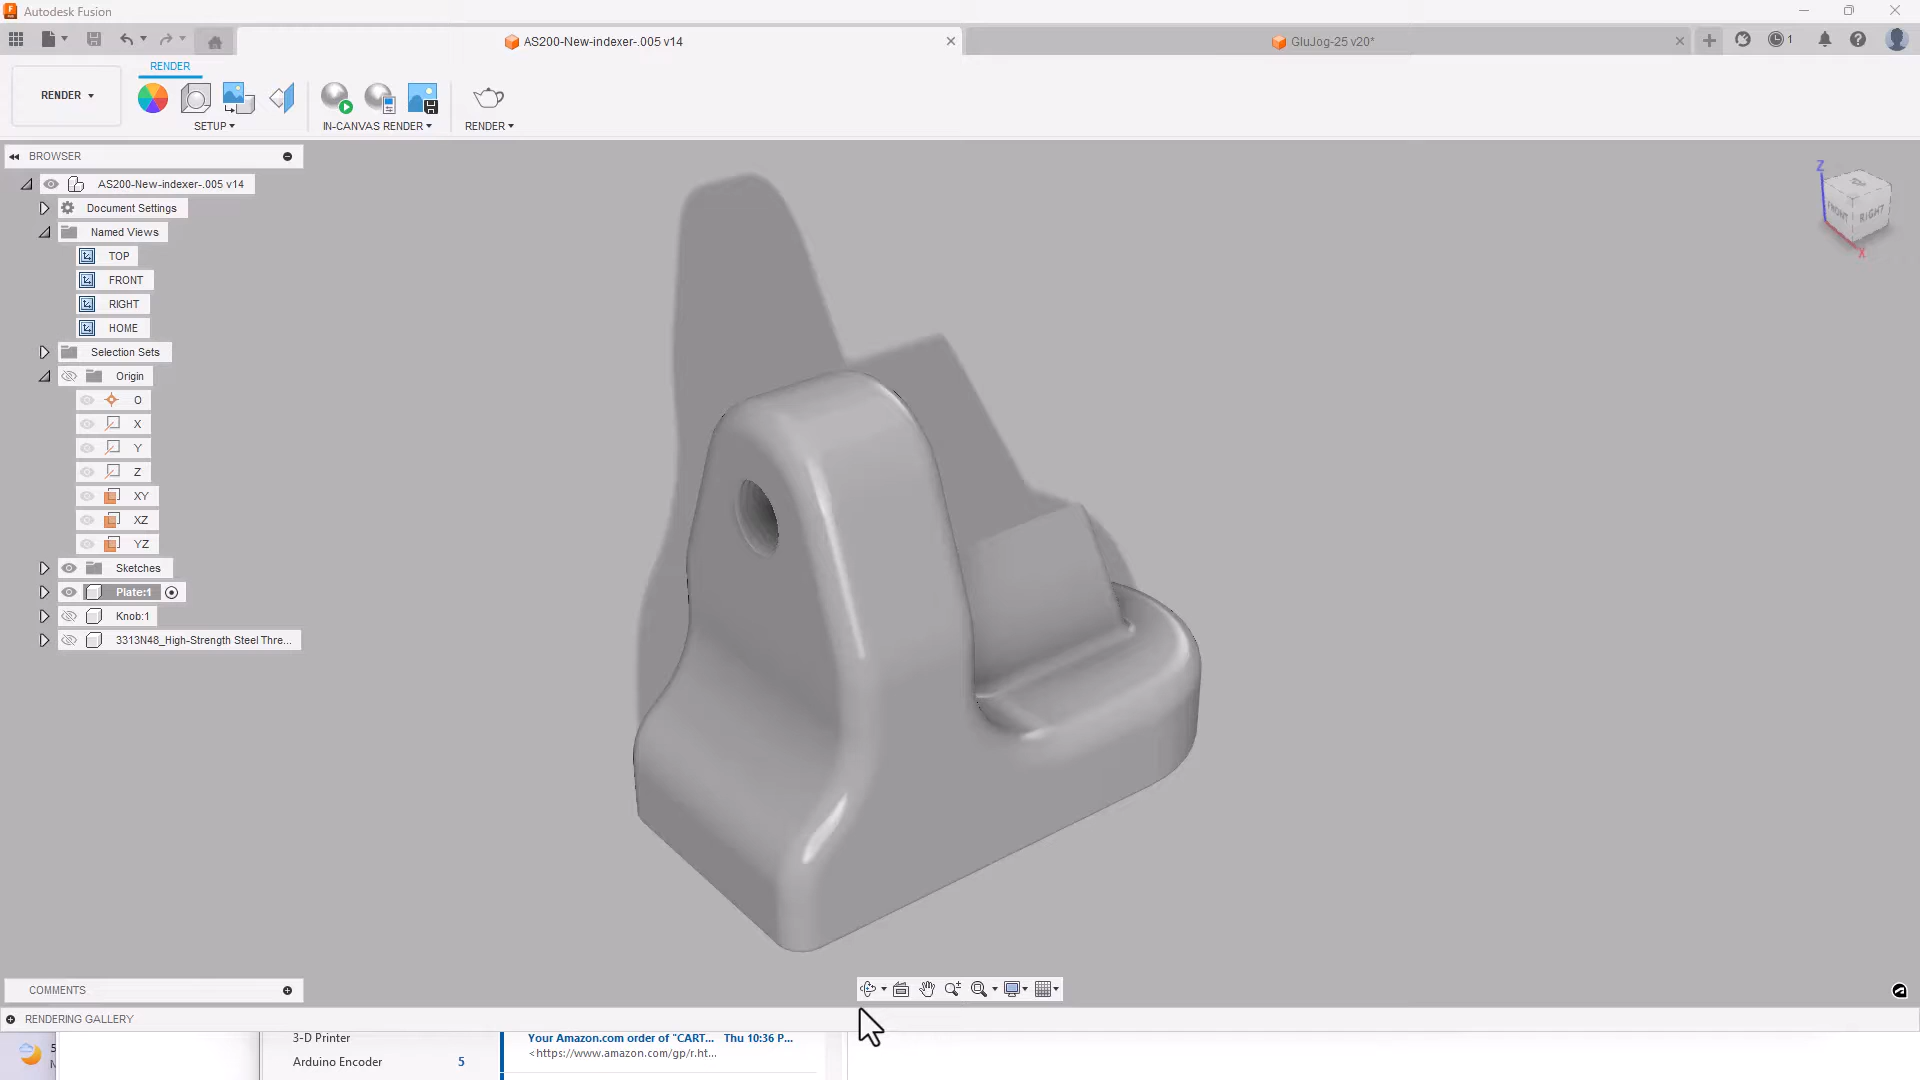 Autodesk Fusion
AS200-New-indexer-.005 v14
GluJog-25 v20*
1
RENDER
RENDER
SETUP
IN-CANVAS RENDER
RENDER
BROWSER
AS200-New-indexer-.005 v14
Document Settings
Named Views
TOP
FRONT
RIGHT
HOME
Selection Sets
Origin
O
X
Y
Z
XY
XZ
YZ
Sketches
Plate:1
Knob:1
3313N48_High-Strength Steel Thre...
Z
FRONT
RIGHT
X
COMMENTS
RENDERING GALLERY
3-D Printer
Arduino Encoder 5
Your Amazon.com order of "CART... Thu 10:36 P...
<https://www.amazon.com/gp/r.ht...